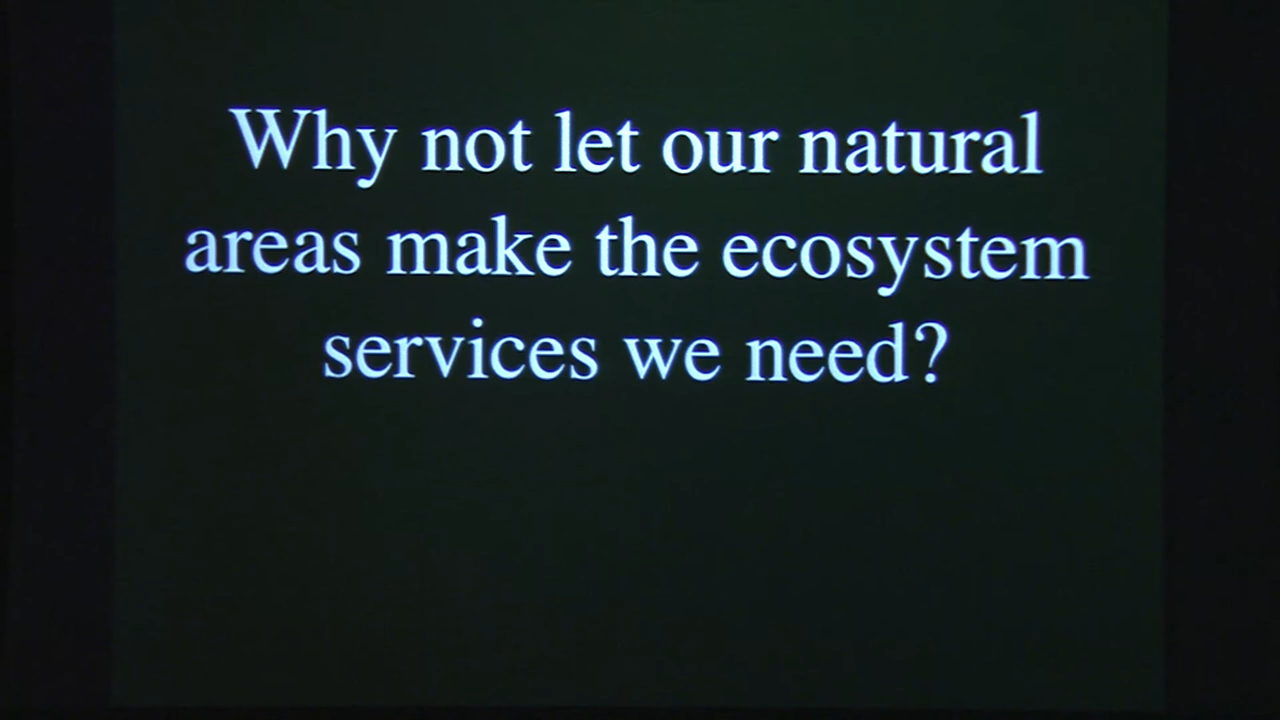 Why not let our natural
areas make the ecosystem
services we need?